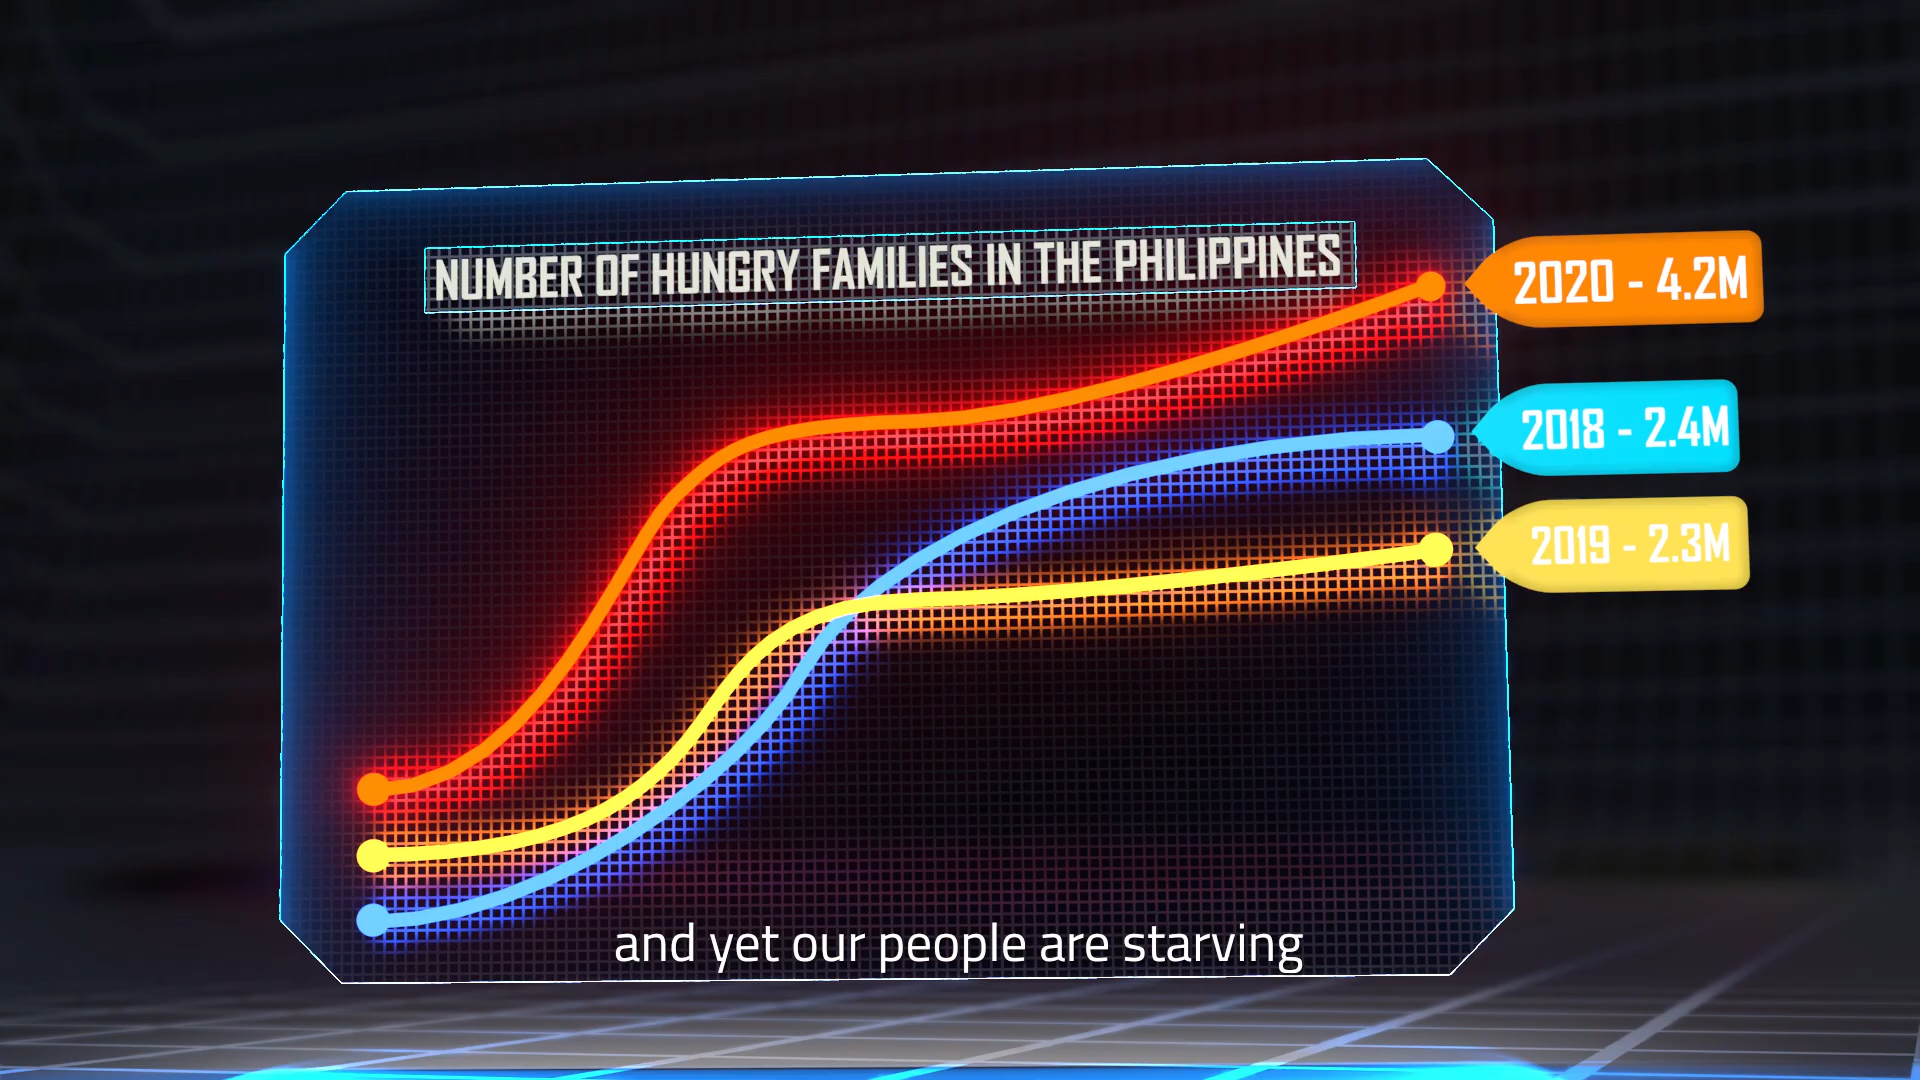 NUMBER OF HUNGRY FAMILIES IN THE PHILIPPINES
2020 - 4.2M
2018 - 2.4M
2019 - 2.3M
and yet our people are starving